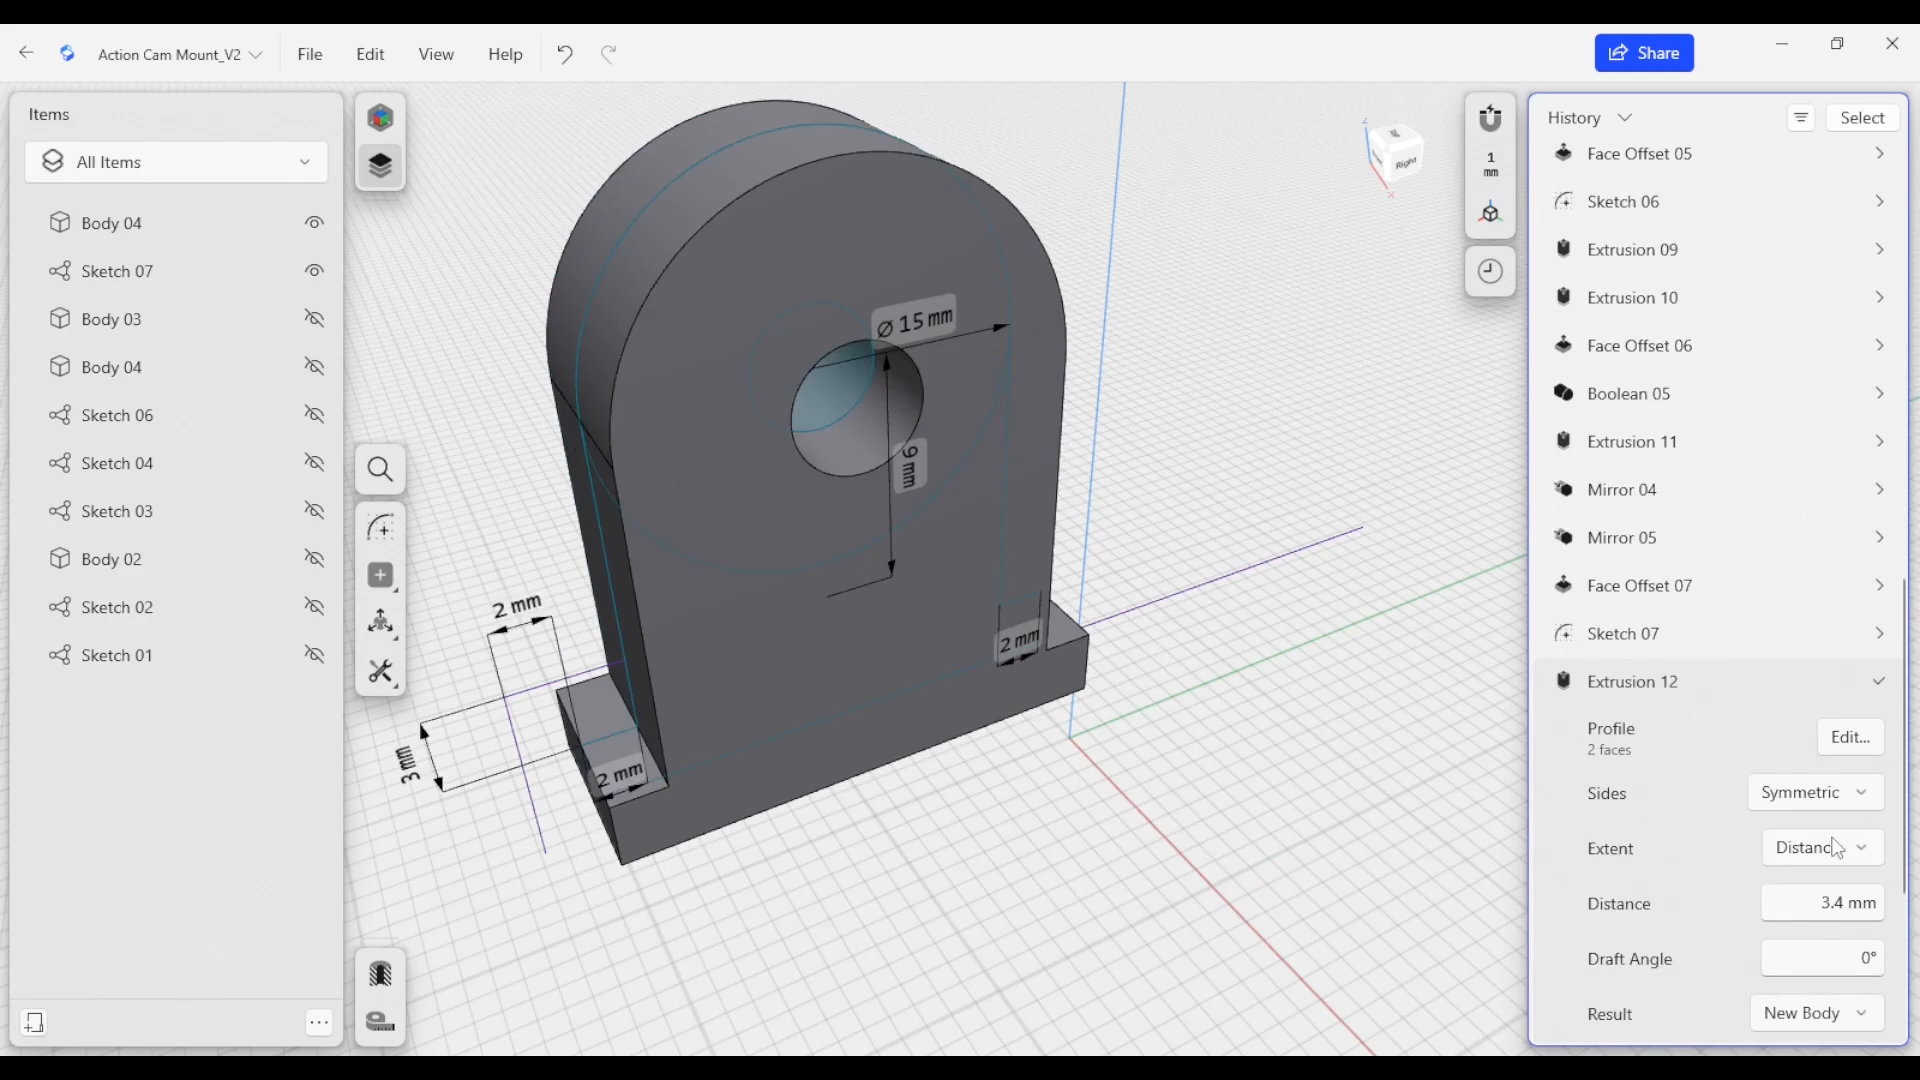 Action Cam Mount_V2
File
Edit
View
Help
Share
Items
All Items
Body 04
Sketch 07
Body 03
Body 04
Sketch 06
Sketch 04
Sketch 03
Body 02
Sketch 02
Sketch 01
⌀ 15 mm
9 mm
2 mm
2 mm
3 mm
2 mm
Z
Right
X
1
mm
History
Select
Face Offset 05
Sketch 06
Extrusion 09
Extrusion 10
Face Offset 06
Boolean 05
Extrusion 11
Mirror 04
Mirror 05
Face Offset 07
Sketch 07
Extrusion 12
Profile
2 faces
Edit...
Sides
Symmetric
Extent
Distanc
Distance
3.4 mm
Draft Angle
0°
Result
New Body
...